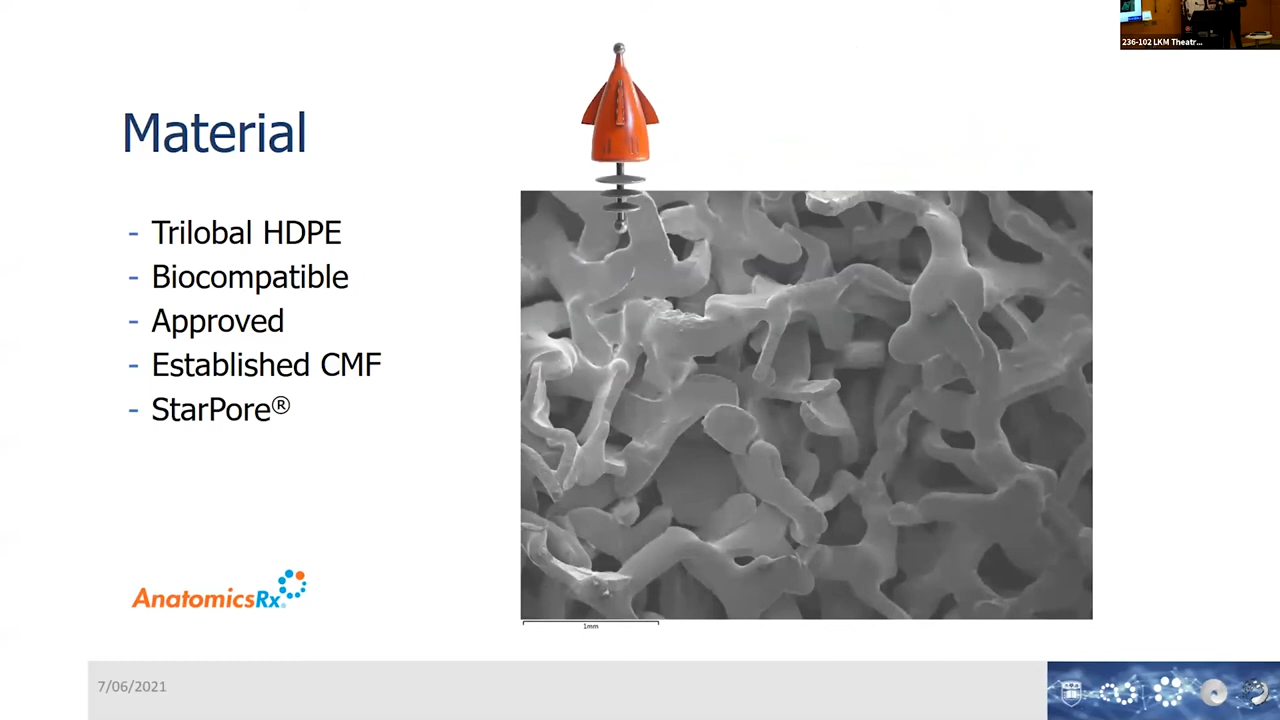 236-102 LKM Theatr...
Material
- Trilobal HDPE
- Biocompatible
- Approved
- Established CMF
- StarPore®
AnatomicsRx
1mm
7/06/2021